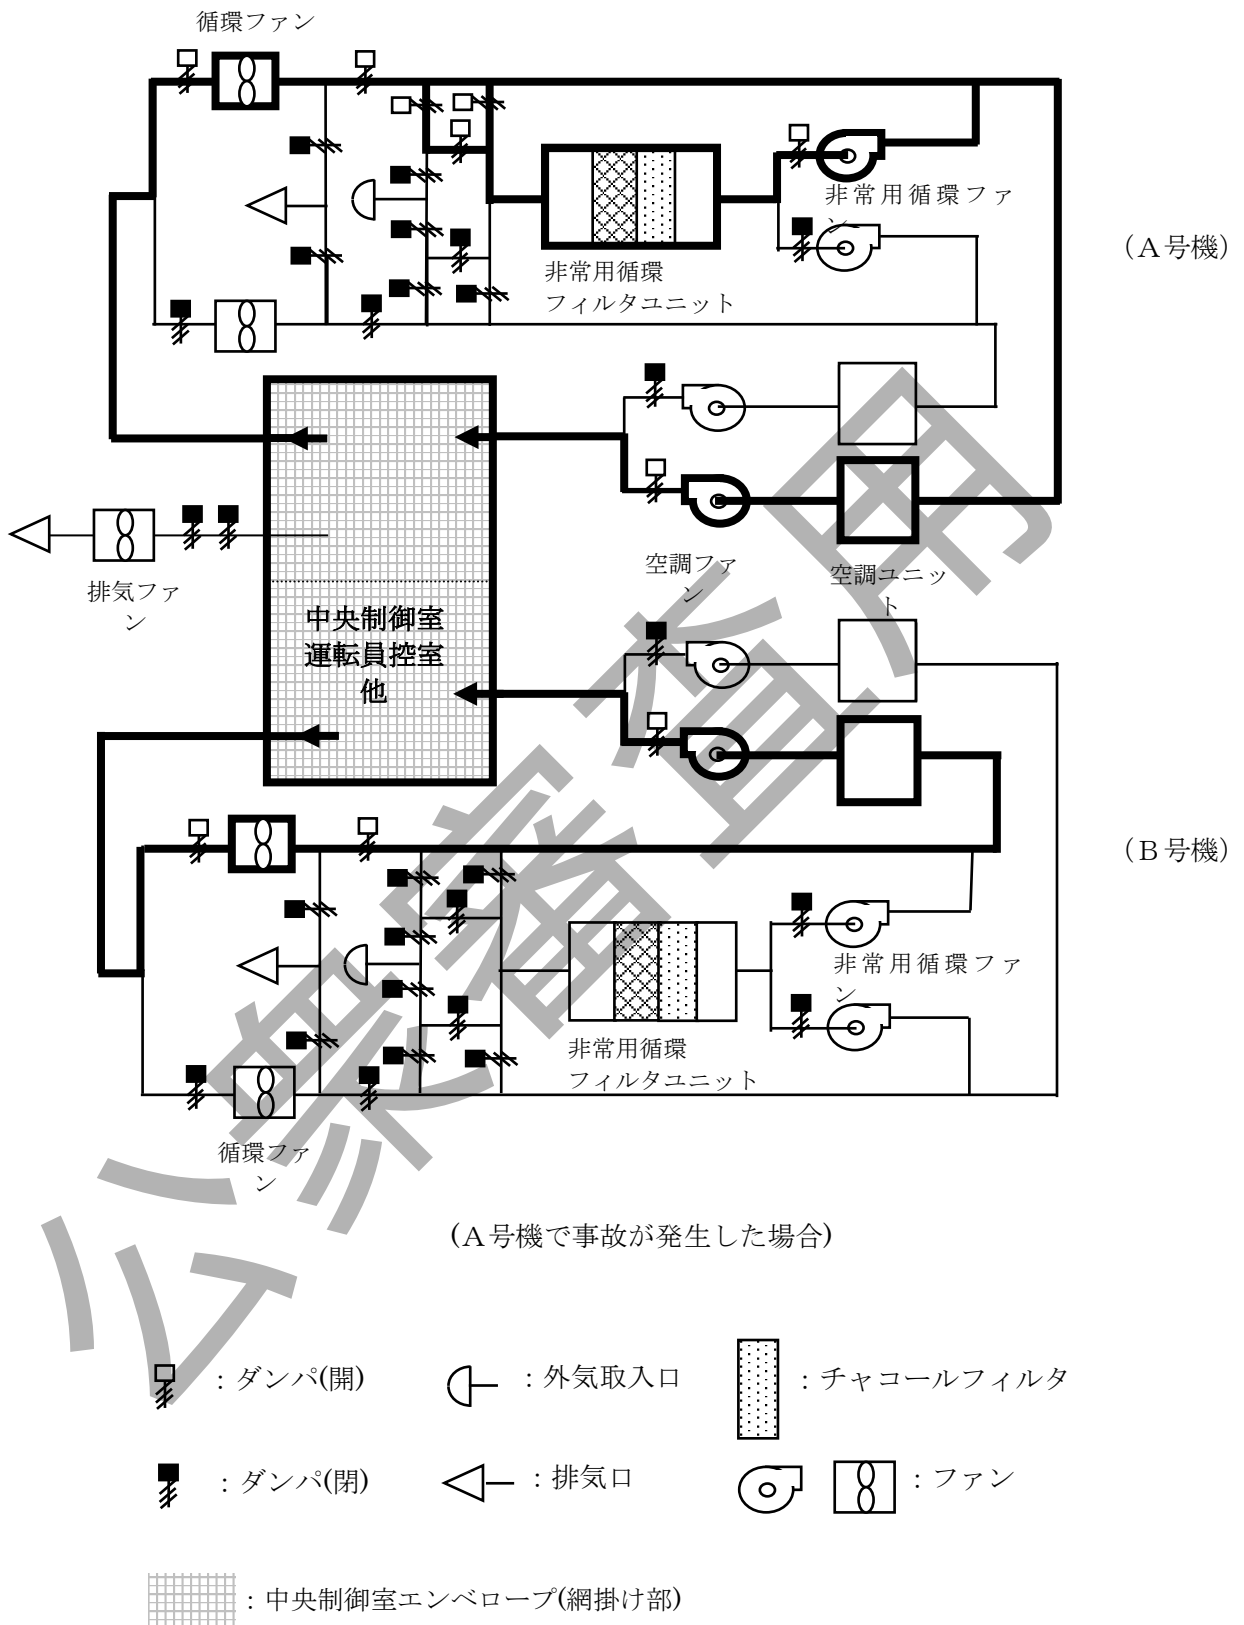 循環ファン
非常用循環ファ
ン
(Ａ号機)
非常用循環
フィルタユニット
空調ファ
ン
空調ユニッ
ト
排気ファ
ン
中央制御室
運転員控室
他
(Ｂ号機)
非常用循環ファ
ン
非常用循環
フィルタユニット
循環ファ
ン
(Ａ号機で事故が発生した場合)
：ダンパ(開)
：外気取入口
：チャコールフィルタ
：ダンパ(閉)
：排気口
：ファン
：中央制御室エンベロープ(網掛け部)
公衆審査用